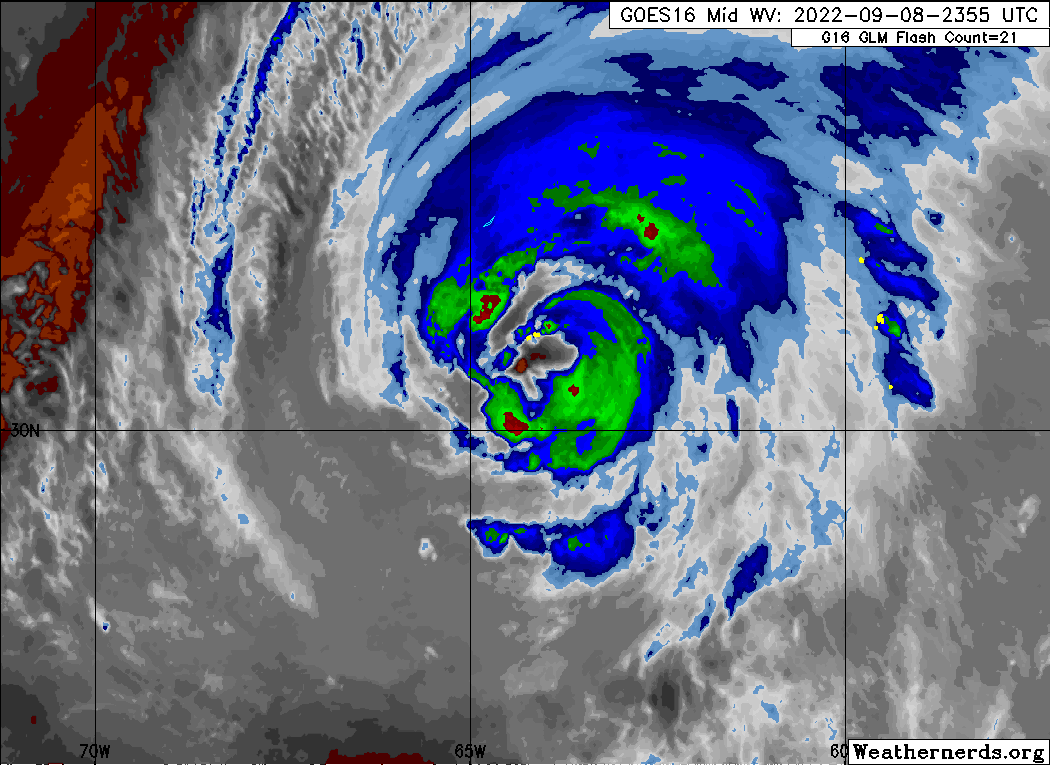 GOES16 Mid WV: 2022-09-08-2355 UTC
G16 GLM Flash Count=21
30N
70W 65W 60
Weathernerds.org